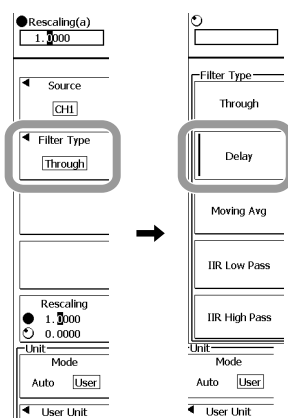 Rescaling(a)
1.0000
Source
CH1
Filter Type
Through
Rescaling
1.0000
0.0000
Unit
Mode
Auto User
User Unit
Filter Type
Through
Delay
Moving Avg
IIR Low Pass
IIR High Pass
Unit
Mode
Auto User
User Unit